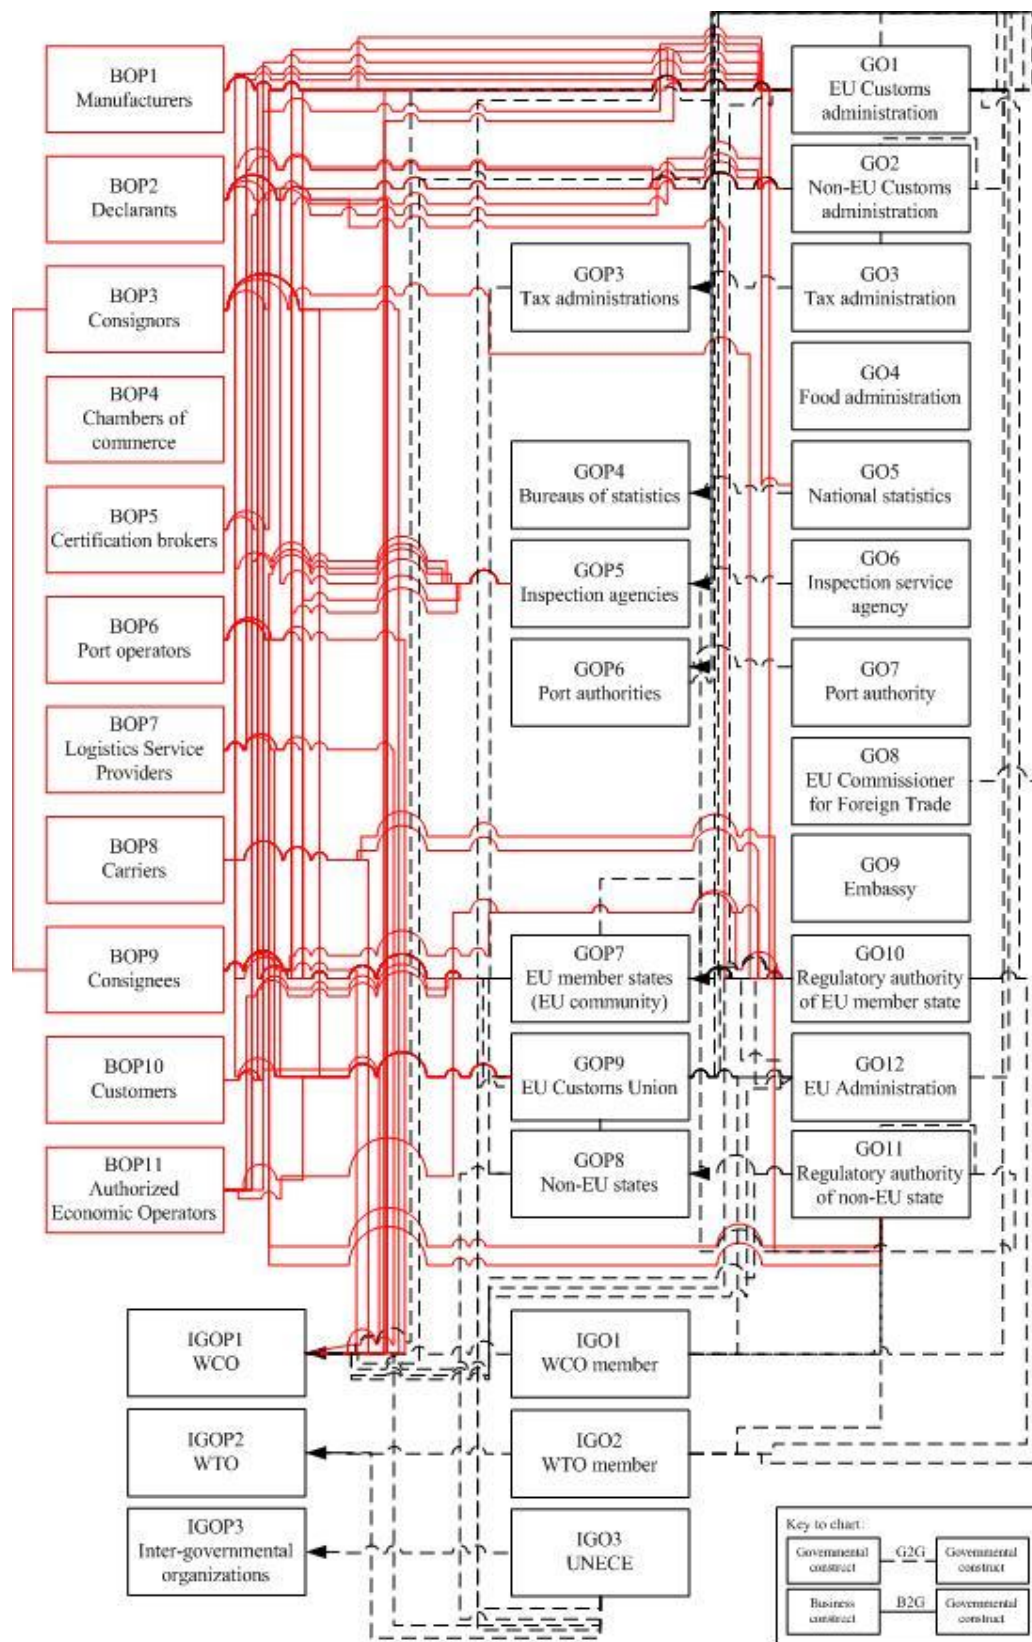 BOP1
Manufacturers
BOP2
Declarants
BOP3
Consignors
BOP4
Chambers of
commerce
BOP5
Certification brokers
BOP6
Port operators
BOP7
Logistics Service
Providers
BOP8
Carriers
BOP9
Consignees
BOP10
Customers
BOP11
Authorized
Economic Operators
GOP3
Tax administrations
GOP4
Bureaus of statistics
GOP5
Inspection agencies
GOP6
Port authorities
GOP7
EU member states
(EU community)
GOP9
EU Customs Union
GOP8
Non-EU states
GO1
EU Customs
administration
GO2
Non-EU Customs
administration
GO3
Tax administration
GO4
Food administration
GO5
National statistics
GO6
Inspection service
agency
GO7
Port authority
GO8
EU Commissioner
for Foreign Trade
GO9
Embassy
GO10
Regulatory authority
of EU member state
GO12
EU Administration
GO11
Regulatory authority
of non-EU state
IGOP1
WCO
IGOP2
WTO
IGOP3
Inter-governmental
organizations
IGO1
WCO member
IGO2
WTO member
IGO3
UNECE
Key to chart:
Governmental
construct
G2G
Governmental
construct
Business
construct
B2G
Governmental
construct